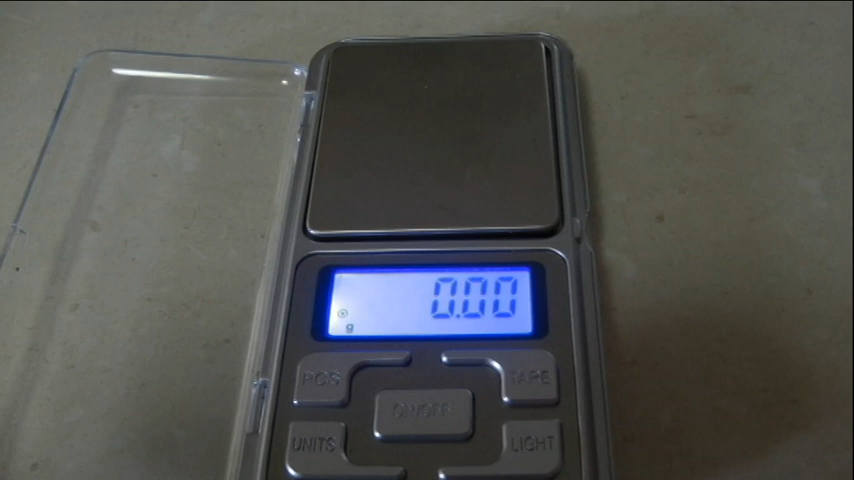 0.00
g
PCS
TARE
ON/OFF
UNITS
LIGHT